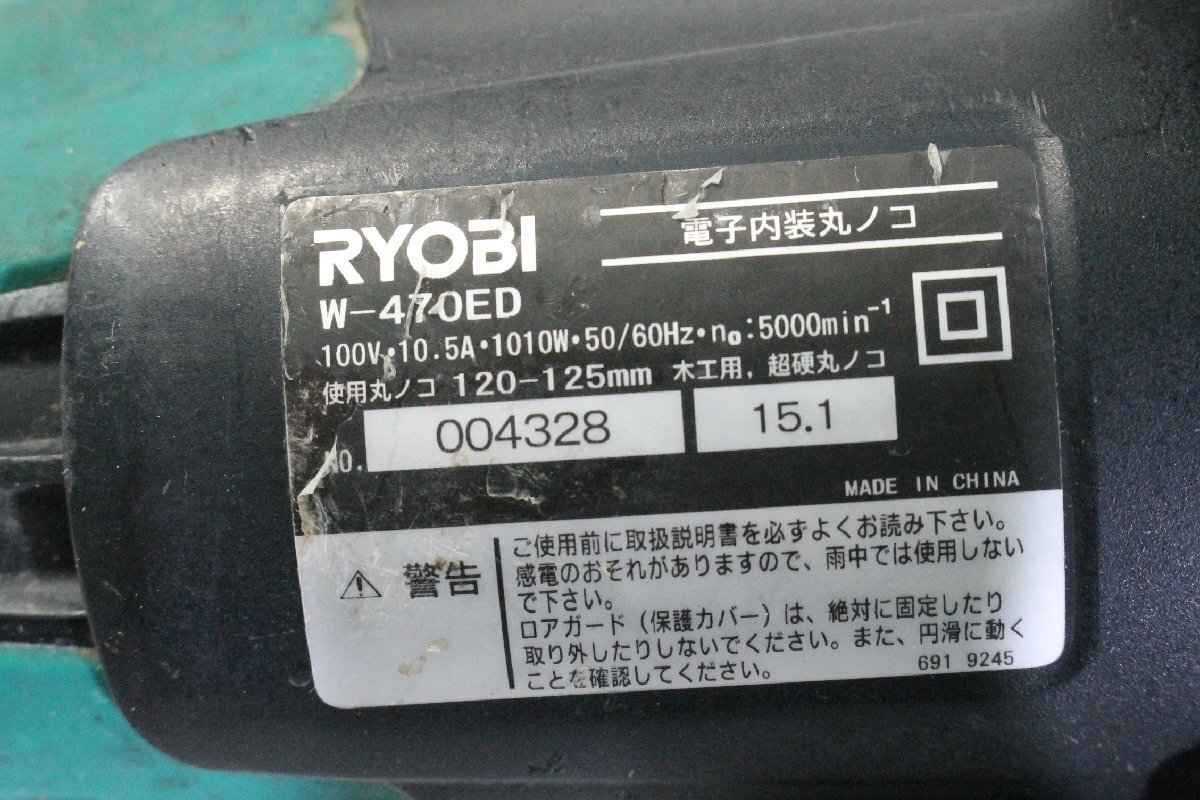 RYOBI
電子内装丸ノコ
W-470ED
100V・10.5A・1010W・50/60Hz・no:5000min-1
使用丸ノコ 120-125mm 木工用, 超硬丸ノコ
NO. 004328 15.1
MADE IN CHINA
警告
ご使用前に取扱説明書を必ずよくお読み下さい。
感電のおそれがありますので、雨中では使用しない
で下さい。
ロアガード（保護カバー）は、絶対に固定したり
取り外したりしないでください。また、円滑に動く
ことを確認してください。
691 9245